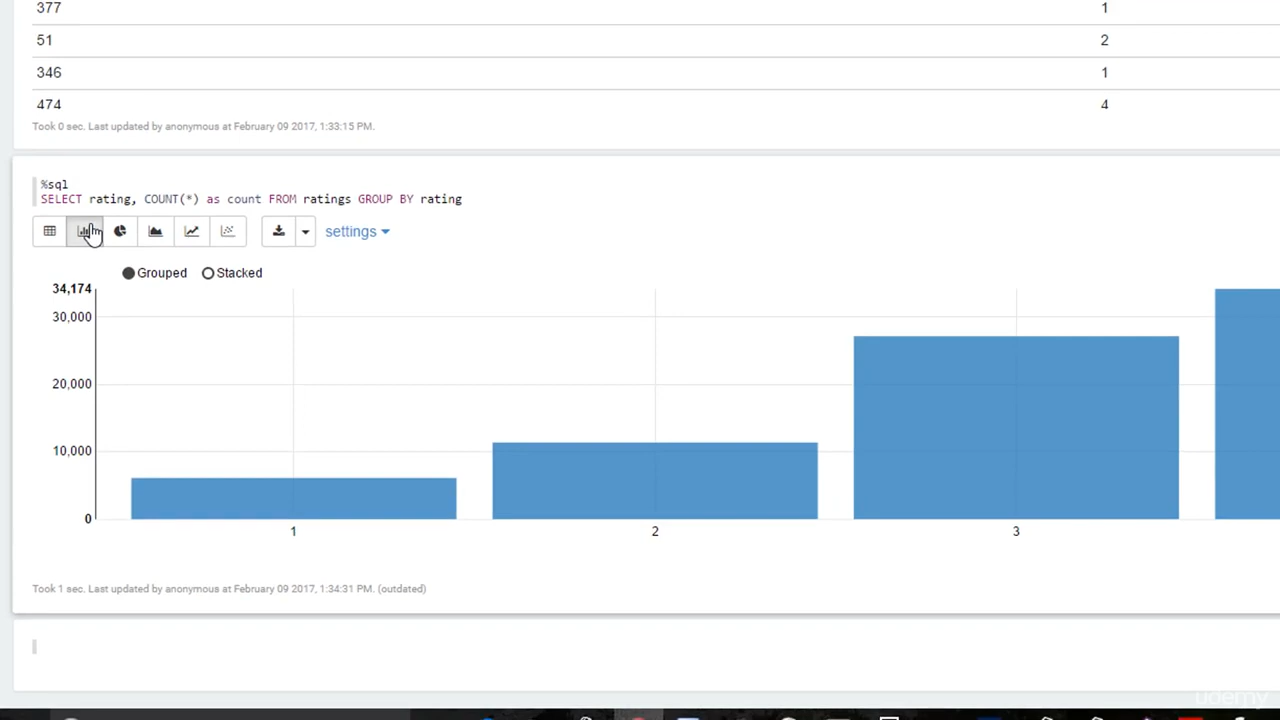 377 1
51 2
346 1
474 4
Took 0 sec. Last updated by anonymous at February 09 2017, 1:33:15 PM.
%sql
SELECT rating, COUNT(*) as count FROM ratings GROUP BY rating
settings
Grouped Stacked
34,174
30,000
20,000
10,000
0
1 2 3
Took 1 sec. Last updated by anonymous at February 09 2017, 1:34:31 PM. (outdated)
udemy